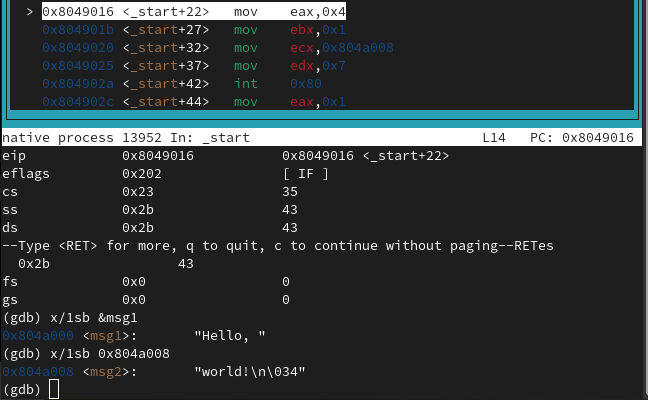 > 0x8049016 <_start+22> mov eax,0x4
0x804901b <_start+27> mov ebx,0x1
0x8049020 <_start+32> mov ecx,0x804a008
0x8049025 <_start+37> mov edx,0x7
0x804902a <_start+42> int 0x80
0x804902c <_start+44> mov eax,0x1
native process 13952 In: _start L14 PC: 0x8049016
eip 0x8049016 0x8049016 <_start+22>
eflags 0x202 [ IF ]
cs 0x23 35
ss 0x2b 43
ds 0x2b 43
--Type <RET> for more, q to quit, c to continue without paging--RETes
0x2b 43
fs 0x0 0
gs 0x0 0
(gdb) x/1sb &msg1
0x804a000 <msg1>: "Hello, "
(gdb) x/1sb 0x804a008
0x804a008 <msg2>: "world!\n\034"
(gdb)